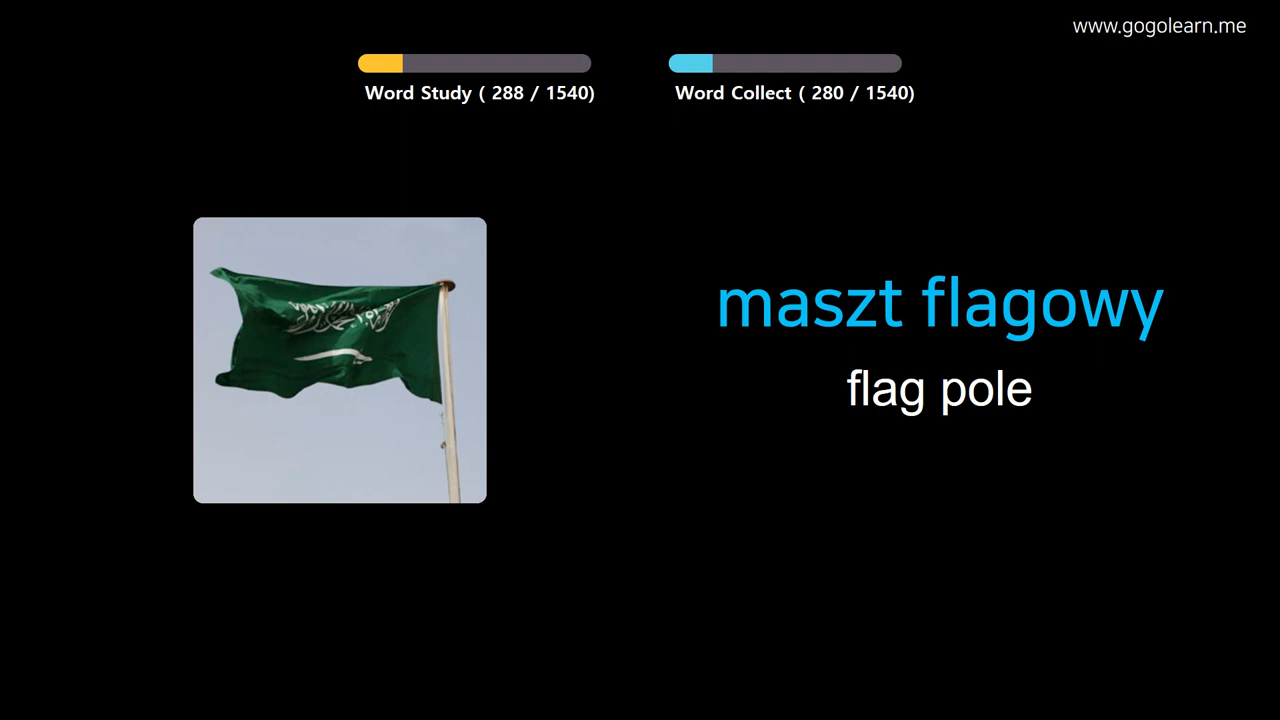 www.gogolearn.me
Word Study ( 288 / 1540)
Word Collect ( 280 / 1540)
maszt flagowy
flag pole